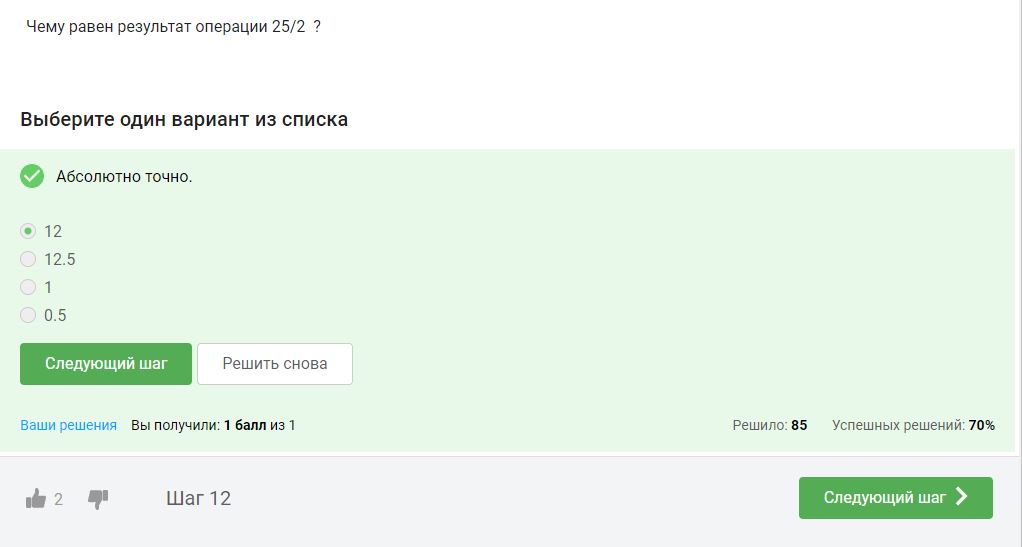 Чему равен результат операции 25/2 ?
Выберите один вариант из списка
Абсолютно точно.
12
12.5
1
0.5
Следующий шаг Решить снова
Ваши решения Вы получили: 1 балл из 1 Решило: 85 Успешных решений: 70%
2 Шаг 12 Следующий шаг